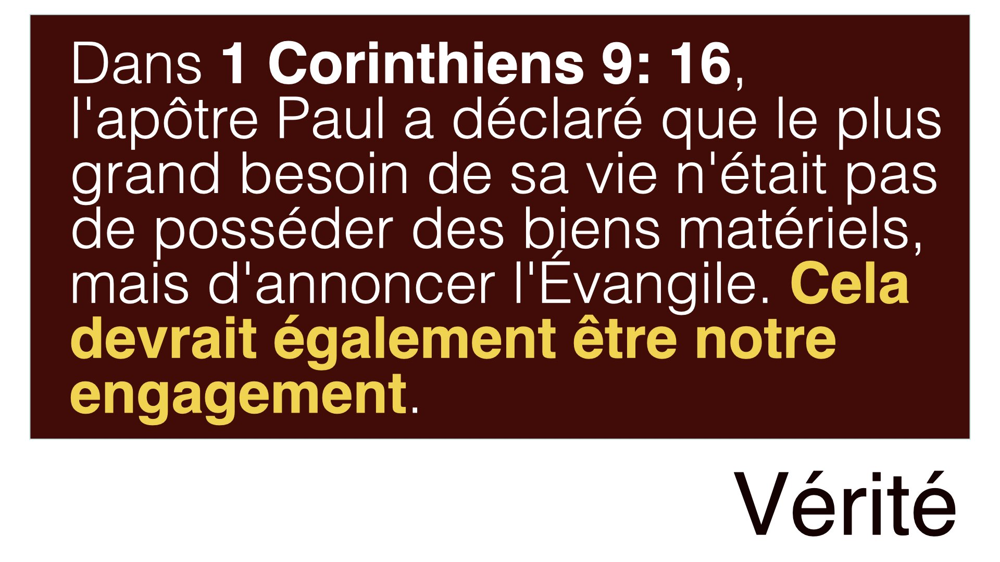 Dans 1 Corinthiens 9: 16,
l'apôtre Paul a déclaré que le plus
grand besoin de sa vie n'était pas
de posséder des biens matériels,
mais d'annoncer l'Évangile. Cela
devrait également être notre
engagement.
Vérité